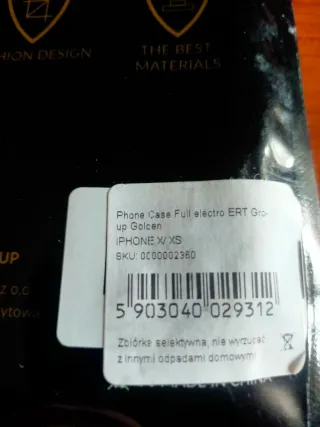 HION DESIGN
THE BEST
MATERIALS
Phone Case Full electro ERT Gro
up Golden
IPHONE X/ XS
SKU: 0000002360
5 903040 029312
Zbiórka selektywna, nie wyrzucać
z innymi odpadami domowymi
UP
z o.o
ytowa
MADE IN CHINA